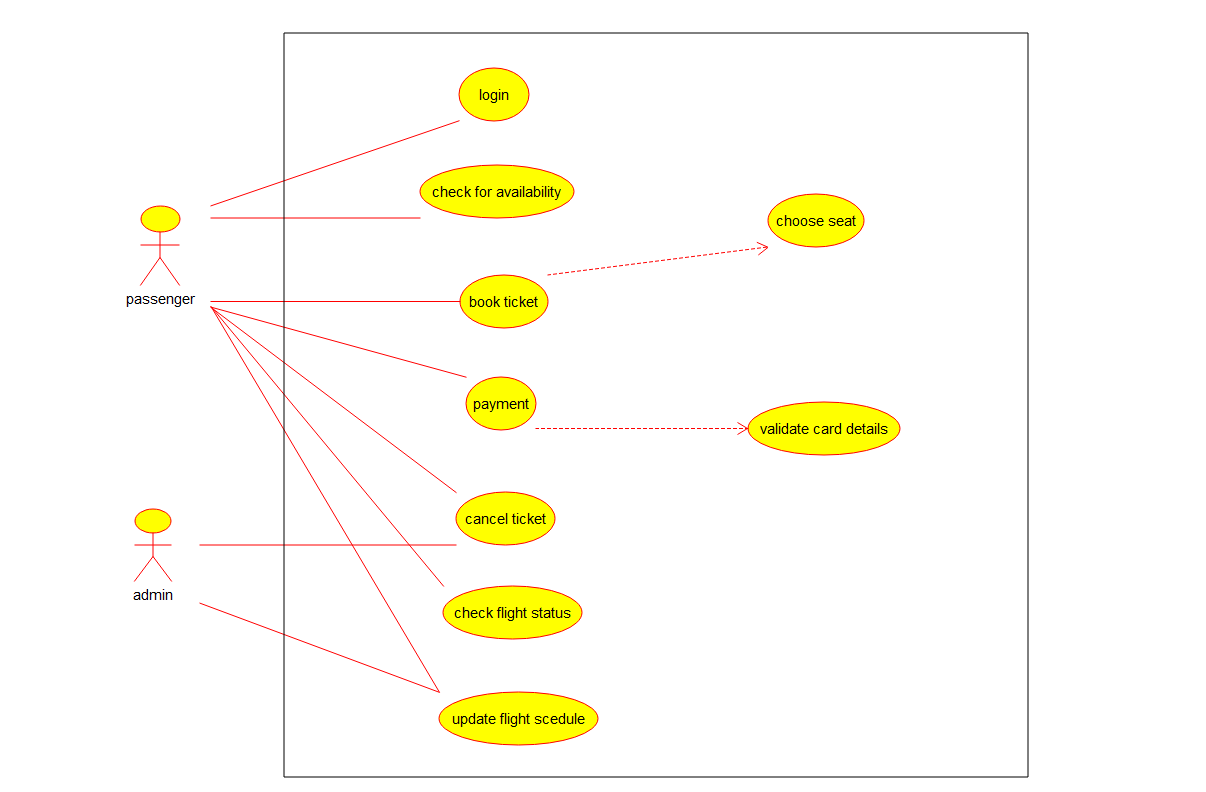 login
check for availability
choose seat
passenger
book ticket
payment
validate card details
cancel ticket
admin
check flight status
update flight scedule